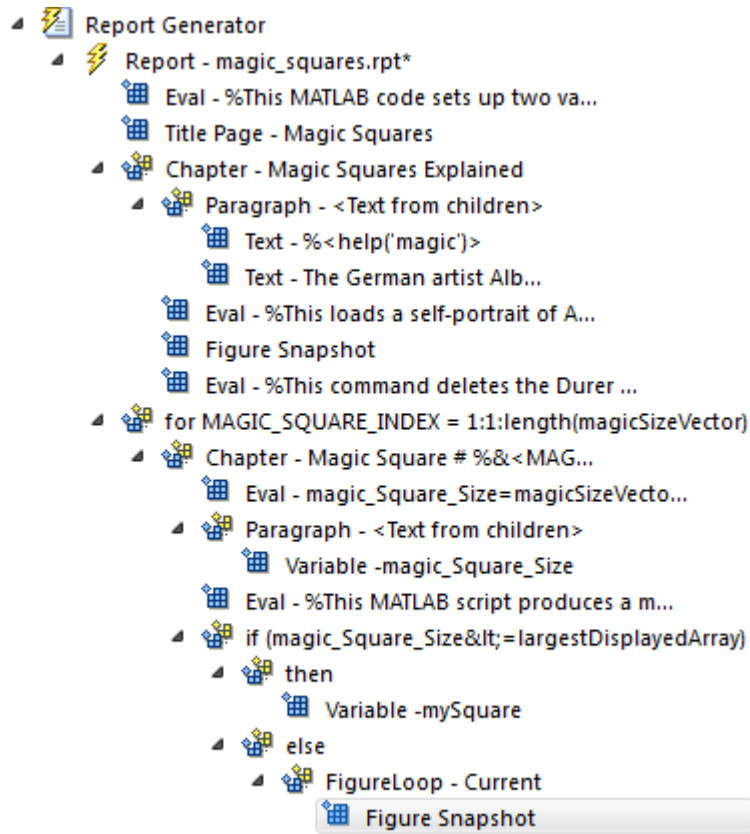 Report Generator
Report - magic_squares.rpt*
Eval - %This MATLAB code sets up two va...
Title Page - Magic Squares
Chapter - Magic Squares Explained
Paragraph - <Text from children>
Text - %<help('magic')>
Text - The German artist Alb...
Eval - %This loads a self-portrait of A...
Figure Snapshot
Eval - %This command deletes the Durer ...
for MAGIC_SQUARE_INDEX = 1:1:length(magicSizeVector)
Chapter - Magic Square # %&<MAG...
Eval - magic_Square_Size=magicSizeVecto...
Paragraph - <Text from children>
Variable -magic_Square_Size
Eval - %This MATLAB script produces a m...
if (magic_Square_Size&lt;=largestDisplayedArray)
then
Variable -mySquare
else
FigureLoop - Current
Figure Snapshot